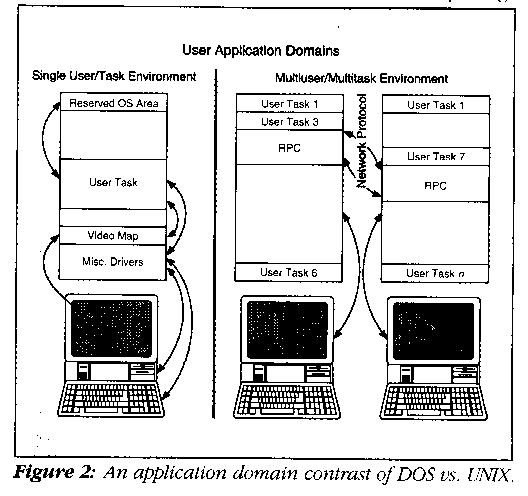 User Application Domains
Single User/Task Environment
Reserved OS Area
User Task
Video Map
Misc. Drivers
Multiuser/Multitask Environment
User Task 1
User Task 3
RPC
User Task 6
Network Protocol
User Task 1
User Task 7
RPC
User Task n
Figure 2: An application domain contrast of DOS vs. UNIX.